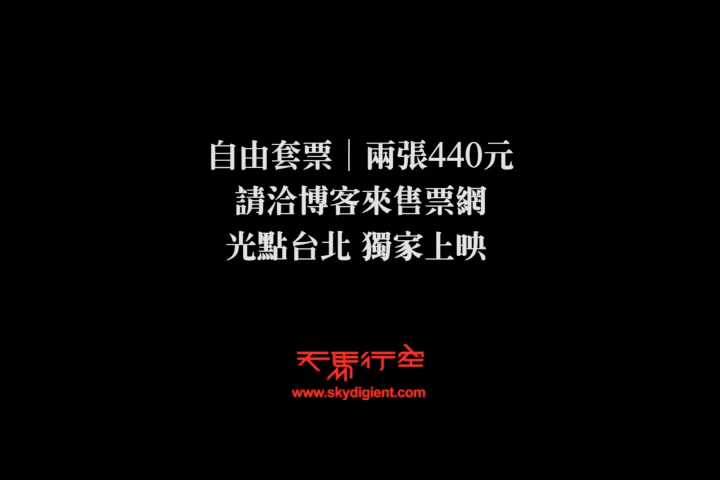 自由套票｜兩張440元
請洽博客來售票網
光點台北 獨家上映
天馬行空
www.skydigient.com